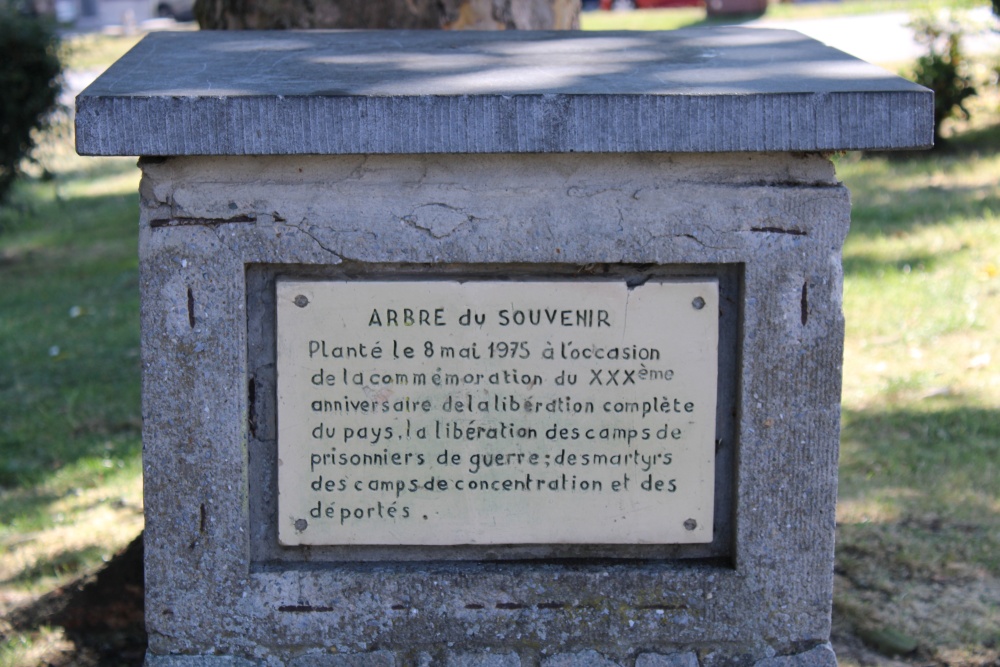 ARBRE du SOUVENIR
Planté le 8 mai 1975 à l'occasion
de la commémoration du XXXème
anniversaire de la libération complète
du pays, la libération des camps de
prisonniers de guerre; des martyrs
des camps de concentration et des
déportés.